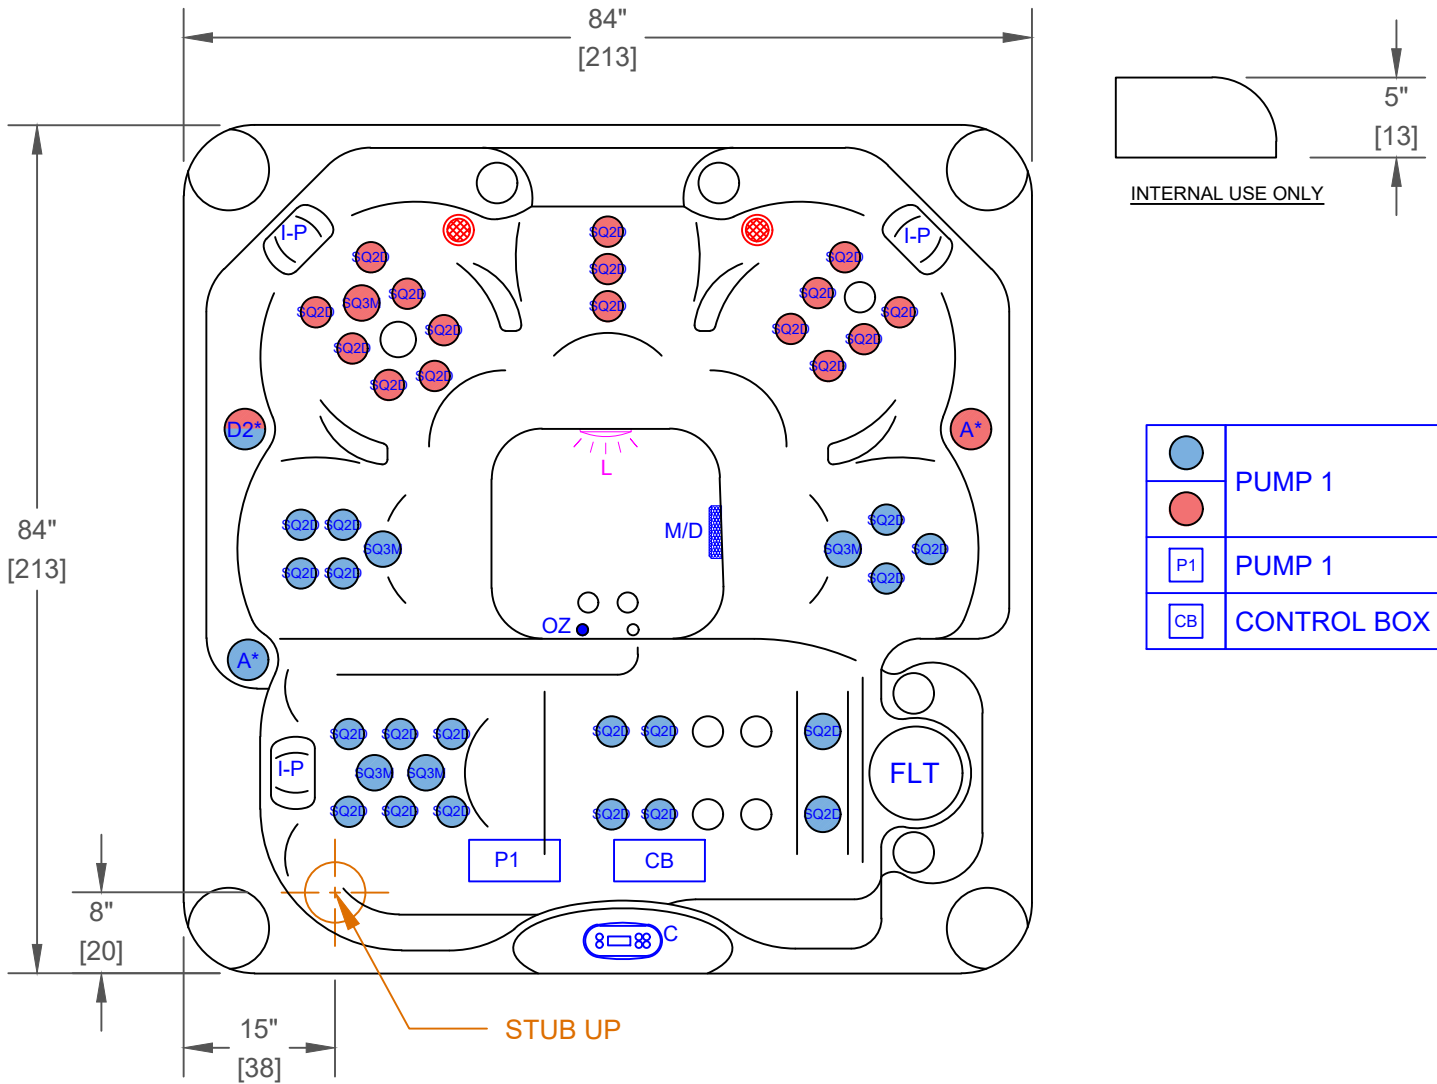 84"
[213]
5"
[13]
INTERNAL USE ONLY
I-P
I-P
SQ2D
SQ2D
SQ2D
SQ2D
SQ3M
SQ2D
SQ2D
SQ2D
SQ2D
SQ2D
SQ2D
SQ2D
SQ2D
SQ2D
SQ2D
SQ2D
SQ2D
SQ2D
D2*
A*
L
84"
[213]
SQ2D
SQ2D
SQ3M
SQ2D
SQ2D
M/D
SQ2D
SQ3M
SQ2D
SQ2D
PUMP 1
P1
PUMP 1
CB
CONTROL BOX
OZ
A*
SQ2D
SQ2D
SQ2D
SQ2D
SQ2D
SQ2D
I-P
SQ3M
SQ3M
FLT
SQ2D
SQ2D
SQ2D
SQ2D
SQ2D
SQ2D
P1
CB
8"
[20]
C
15"
[38]
STUB UP